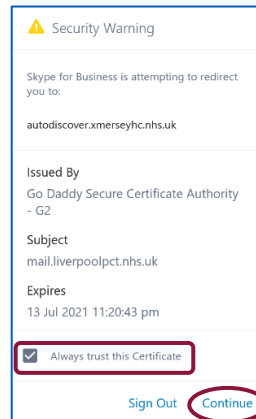 Security Warning
Skype for Business is attempting to redirect
you to:
autodiscover.xmerseyhc.nhs.uk
Issued By
Go Daddy Secure Certificate Authority
- G2
Subject
mail.liverpoolpct.nhs.uk
Expires
13 Jul 2021 11:20:43 pm
Always trust this Certificate
Sign Out Continue